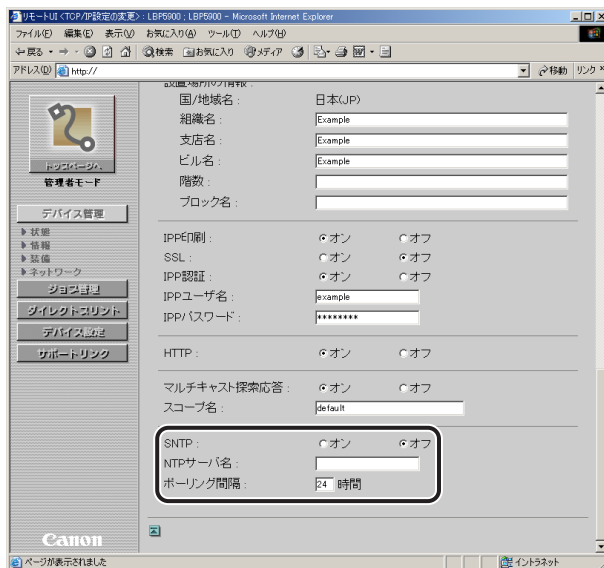 リモートUI <TCP/IP設定の変更> : LBP5900 ; LBP5900 - Microsoft Internet Explorer
ファイル(F) 編集(E) 表示(V) お気に入り(A) ツール(T) ヘルプ(H)
戻る 検索 お気に入り メディア
アドレス(D) http:// 移動 リンク »
設置場所の情報 :
国/地域名 : 日本(JP)
組織名 : Example
支店名 : Example
ビル名 : Example
階数 :
ブロック名 :
トップページへ
管理者モード
デバイス管理
状態
情報
装備
ネットワーク
ジョブ管理
ダイレクトプリント
デバイス設定
サポートリンク
IPP印刷 : オン オフ
SSL : オン オフ
IPP認証 : オン オフ
IPPユーザ名 : example
IPPパスワード : ********
HTTP : オン オフ
マルチキャスト探索応答 : オン オフ
スコープ名 : default
SNTP : オン オフ
NTPサーバ名 :
ポーリング間隔 : 24 時間
Canon
ページが表示されました イントラネット